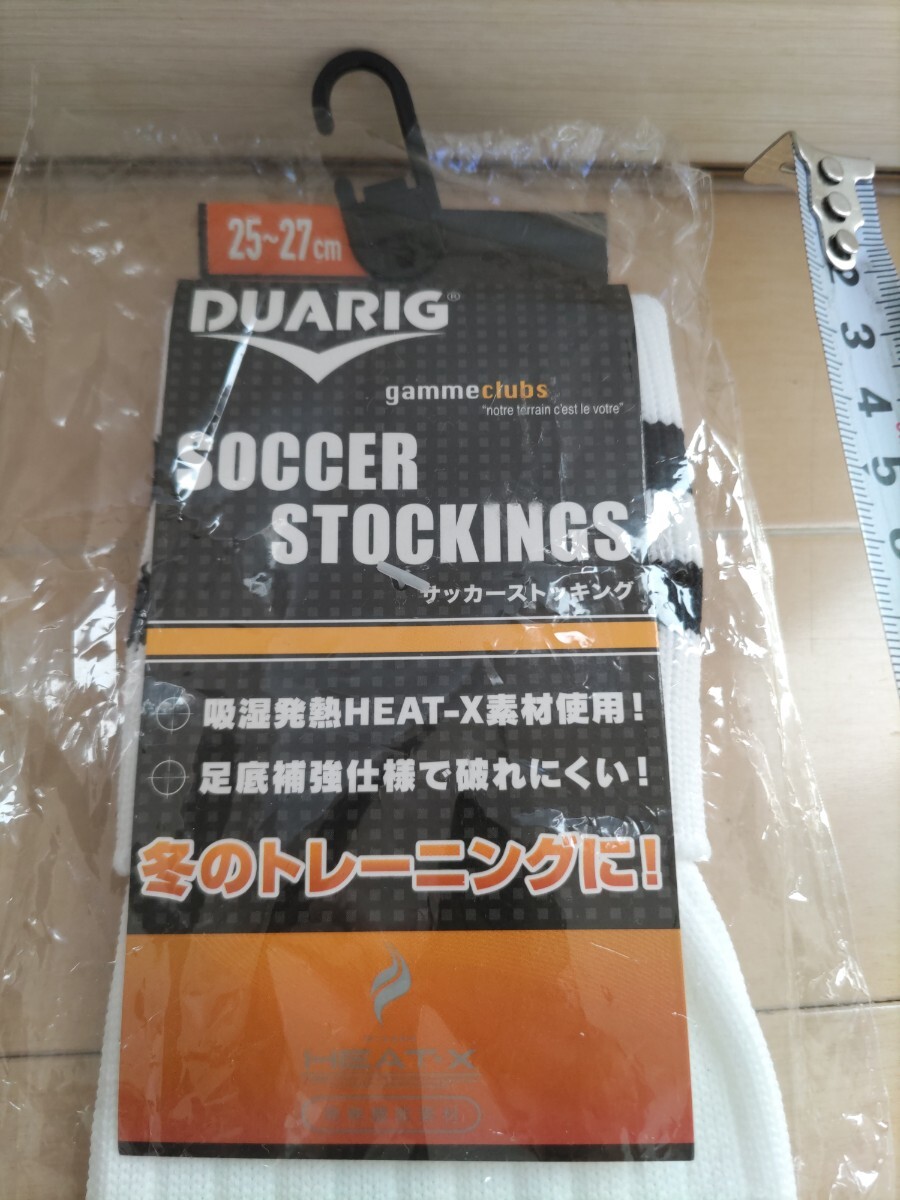 25~27cm
DUARIG®
gammeclubs
"notre terrain c'est le votre"
SOCCER
STOCKINGS
サッカーストッキング
吸湿発熱HEAT-X素材使用!
足底補強仕様で破れにくい!
冬のトレーニングに!
HEAT-X
2
3
4
5
6